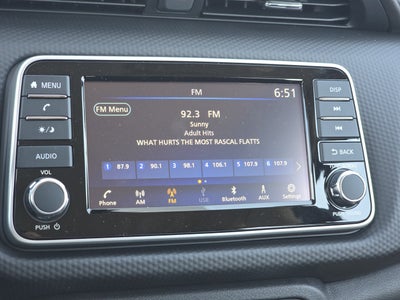 FM
6:51
FM Menu
92.3 FM
Sunny
Adult Hits
WHAT HURTS THE MOST RASCAL FLATTS
1 87.9 2 93.1 3 98.1 4 106.1 5 107.9 6 107.9
Phone AM FM USB Bluetooth AUX Settings
MENU
AUDIO
VOL
PUSH
DISP
BACK
PUSH